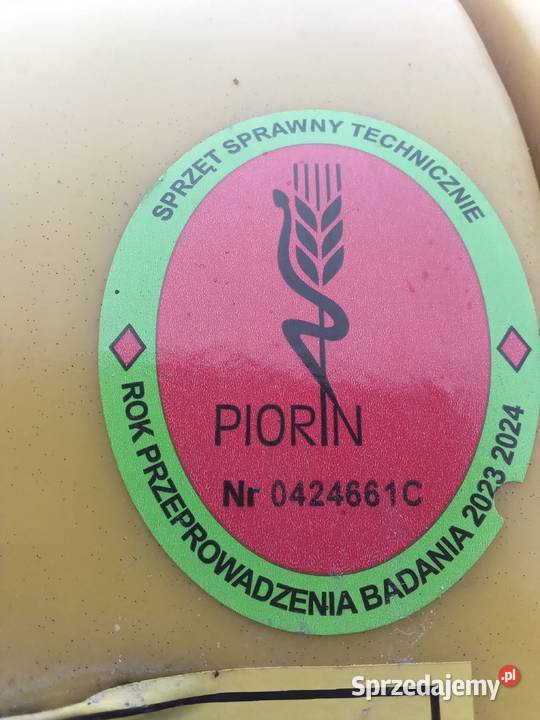 SPRZĘT SPRAWNY TECHNICZNIE
PIORIN
Nr 0424661C
ROK PRZEPROWADZENIA BADANIA 2023 2024
Sprzedajemy.pl